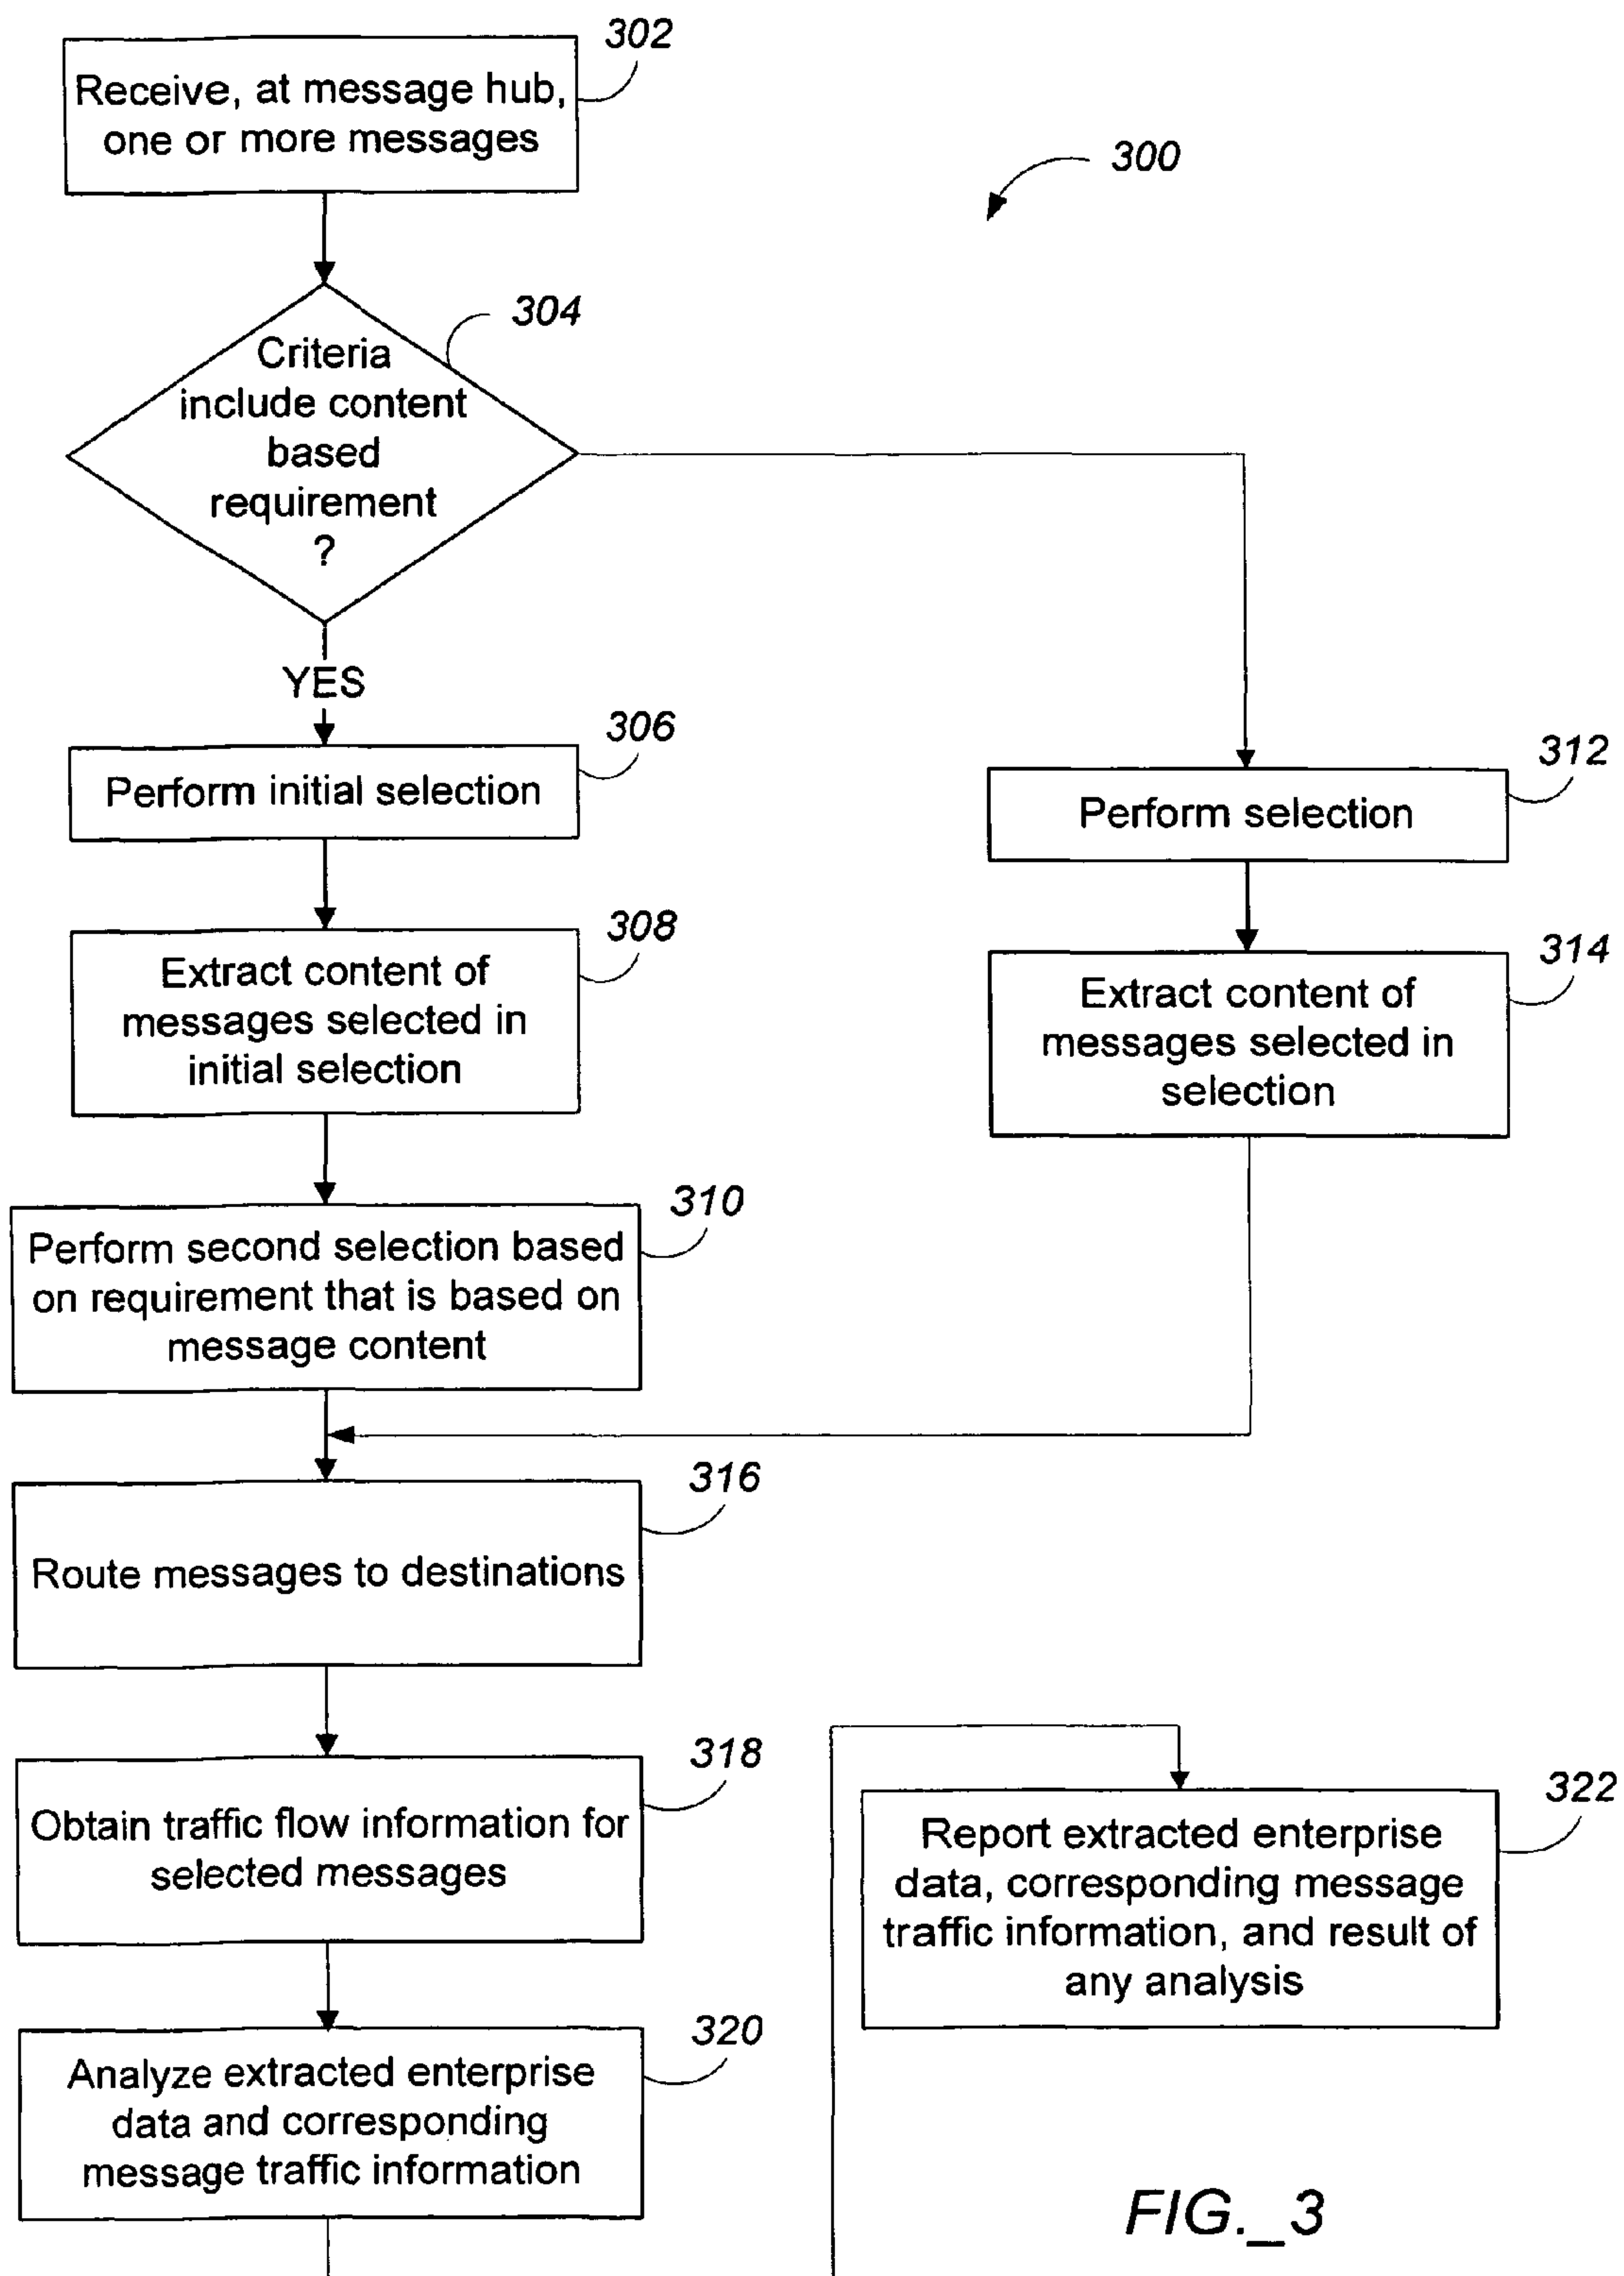 302
Receive, at message hub,
one or more messages
300
304
Criteria
include content
based
requirement
?
YES
306
Perform initial selection
312
Perform selection
308
Extract content of
messages selected in
initial selection
314
Extract content of
messages selected in
selection
310
Perform second selection based
on requirement that is based on
message content
316
Route messages to destinations
318
Obtain traffic flow information for
selected messages
322
Report extracted enterprise
data, corresponding message
traffic information, and result of
any analysis
320
Analyze extracted enterprise
data and corresponding
message traffic information
FIG._3